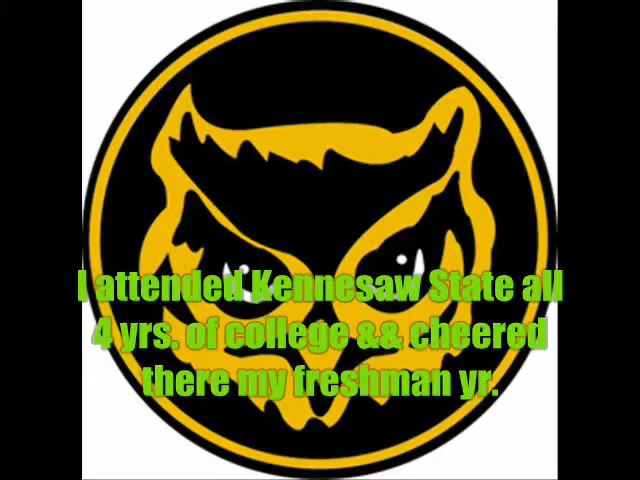 I attended Kennesaw State all
4 yrs. of college && cheered
there my freshman yr.